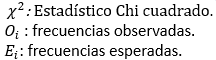 χ²: Estadístico Chi cuadrado.
Oᵢ : frecuencias observadas.
Eᵢ: frecuencias esperadas.